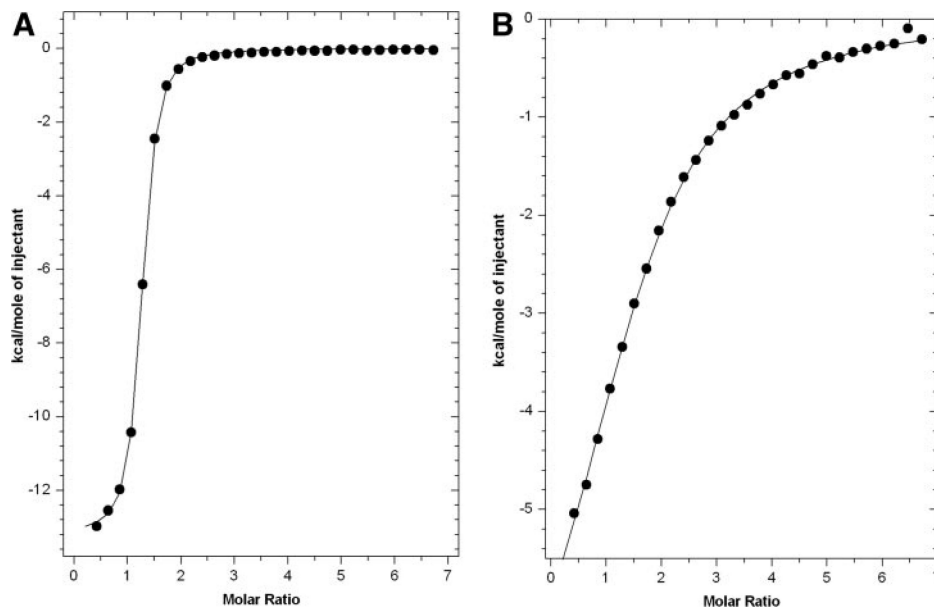 A
0
-2
-4
-6
-8
-10
-12
kcal/mole of injectant
0 1 2 3 4 5 6 7
Molar Ratio
B
0
-1
-2
-3
-4
-5
kcal/mole of injectant
0 1 2 3 4 5 6
Molar Ratio